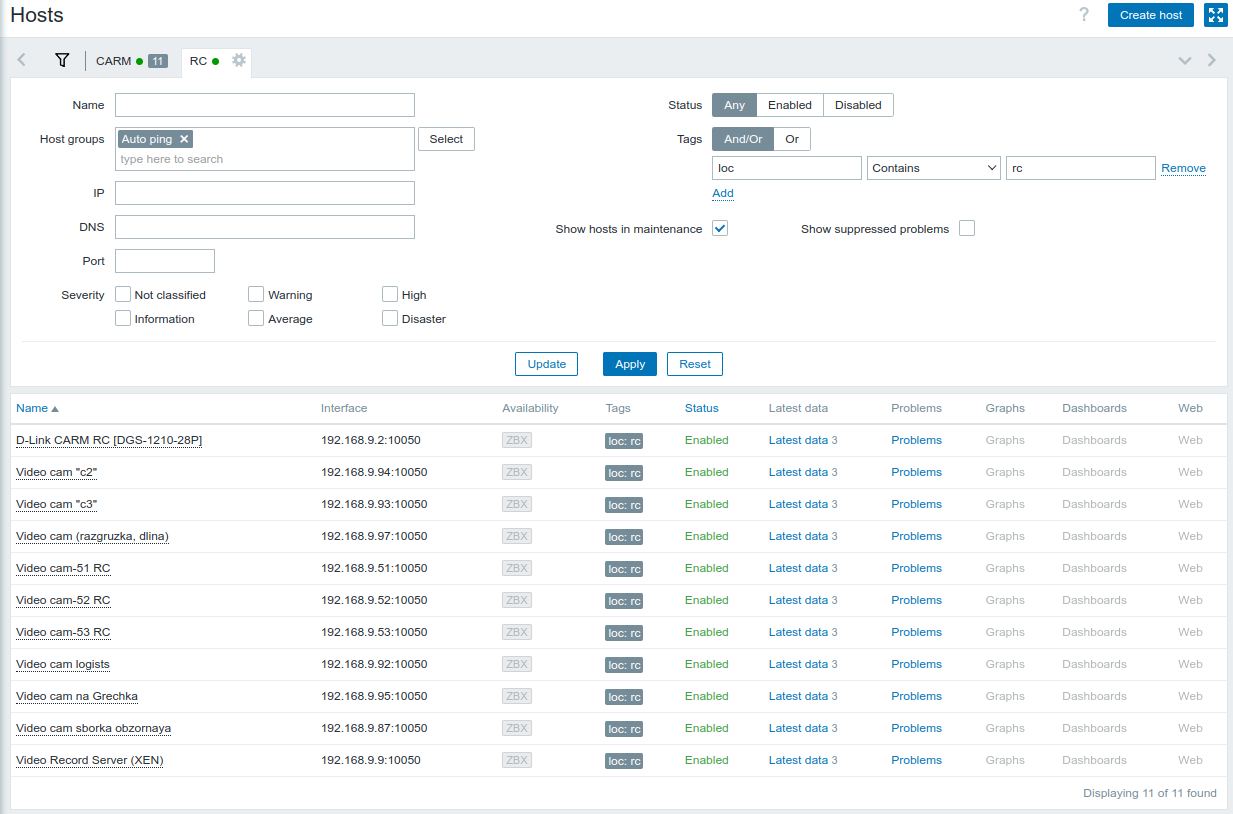 Hosts
? Create host
CARM 11 RC
Name Status Any Enabled Disabled
Host groups Auto ping × Select Tags And/Or Or
type here to search
loc Contains rc Remove
IP Add
DNS Show hosts in maintenance Show suppressed problems
Port
Severity Not classified Warning High
Information Average Disaster
Update Apply Reset
Name Interface Availability Tags Status Latest data Problems Graphs Dashboards Web
D-Link CARM RC [DGS-1210-28P] 192.168.9.2:10050 ZBX loc: rc Enabled Latest data 3 Problems Graphs Dashboards Web
Video cam "c2" 192.168.9.94:10050 ZBX loc: rc Enabled Latest data 3 Problems Graphs Dashboards Web
Video cam "c3" 192.168.9.93:10050 ZBX loc: rc Enabled Latest data 3 Problems Graphs Dashboards Web
Video cam (razgruzka, dlina) 192.168.9.97:10050 ZBX loc: rc Enabled Latest data 3 Problems Graphs Dashboards Web
Video cam-51 RC 192.168.9.51:10050 ZBX loc: rc Enabled Latest data 3 Problems Graphs Dashboards Web
Video cam-52 RC 192.168.9.52:10050 ZBX loc: rc Enabled Latest data 3 Problems Graphs Dashboards Web
Video cam-53 RC 192.168.9.53:10050 ZBX loc: rc Enabled Latest data 3 Problems Graphs Dashboards Web
Video cam logists 192.168.9.92:10050 ZBX loc: rc Enabled Latest data 3 Problems Graphs Dashboards Web
Video cam na Grechka 192.168.9.95:10050 ZBX loc: rc Enabled Latest data 3 Problems Graphs Dashboards Web
Video cam sborka obzornaya 192.168.9.87:10050 ZBX loc: rc Enabled Latest data 3 Problems Graphs Dashboards Web
Video Record Server (XEN) 192.168.9.9:10050 ZBX loc: rc Enabled Latest data 3 Problems Graphs Dashboards Web
Displaying 11 of 11 found